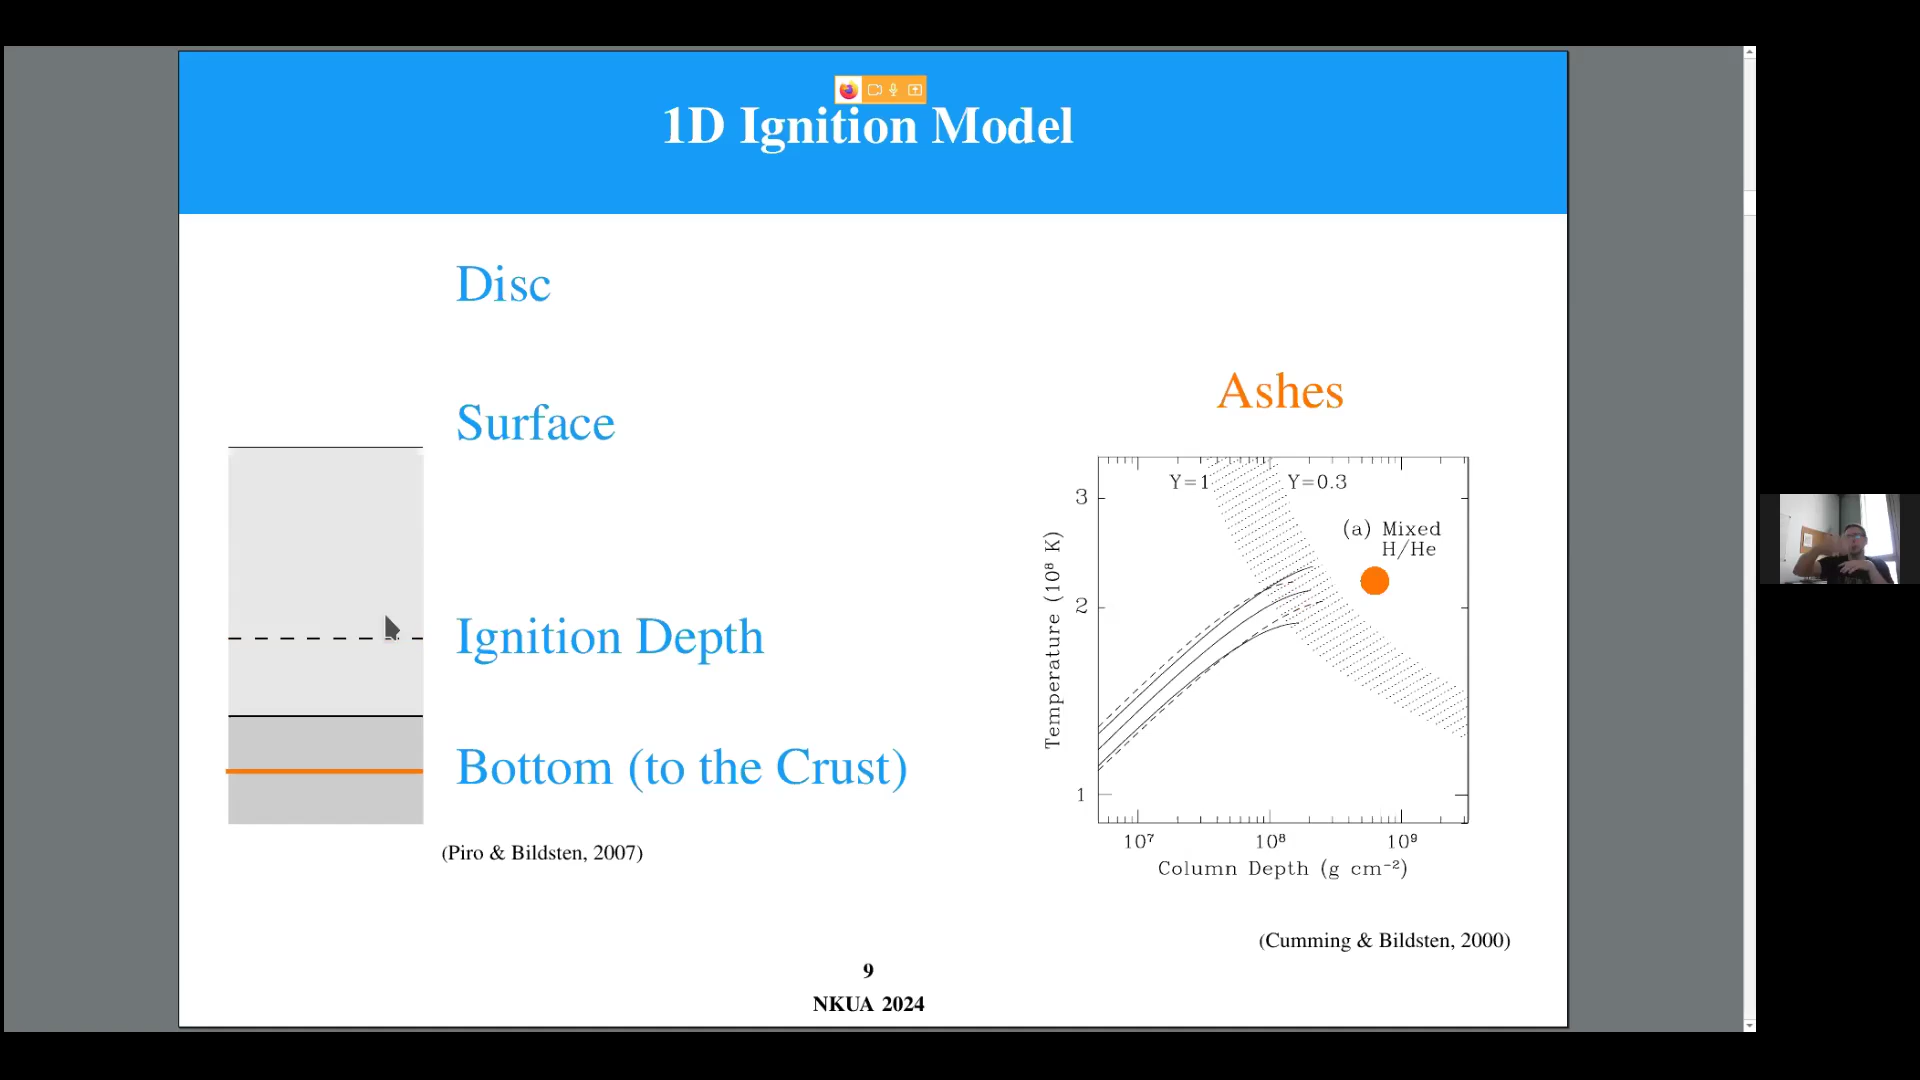 1D Ignition Model
Disc
Surface
Ignition Depth
Bottom (to the Crust)
(Piro & Bildsten, 2007)
Ashes
Y=1
Y=0.3
(a) Mixed
H/He
3
2
1
Temperature (10⁸ K)
10⁷
10⁸
10⁹
Column Depth (g cm⁻²)
(Cumming & Bildsten, 2000)
9
NKUA 2024